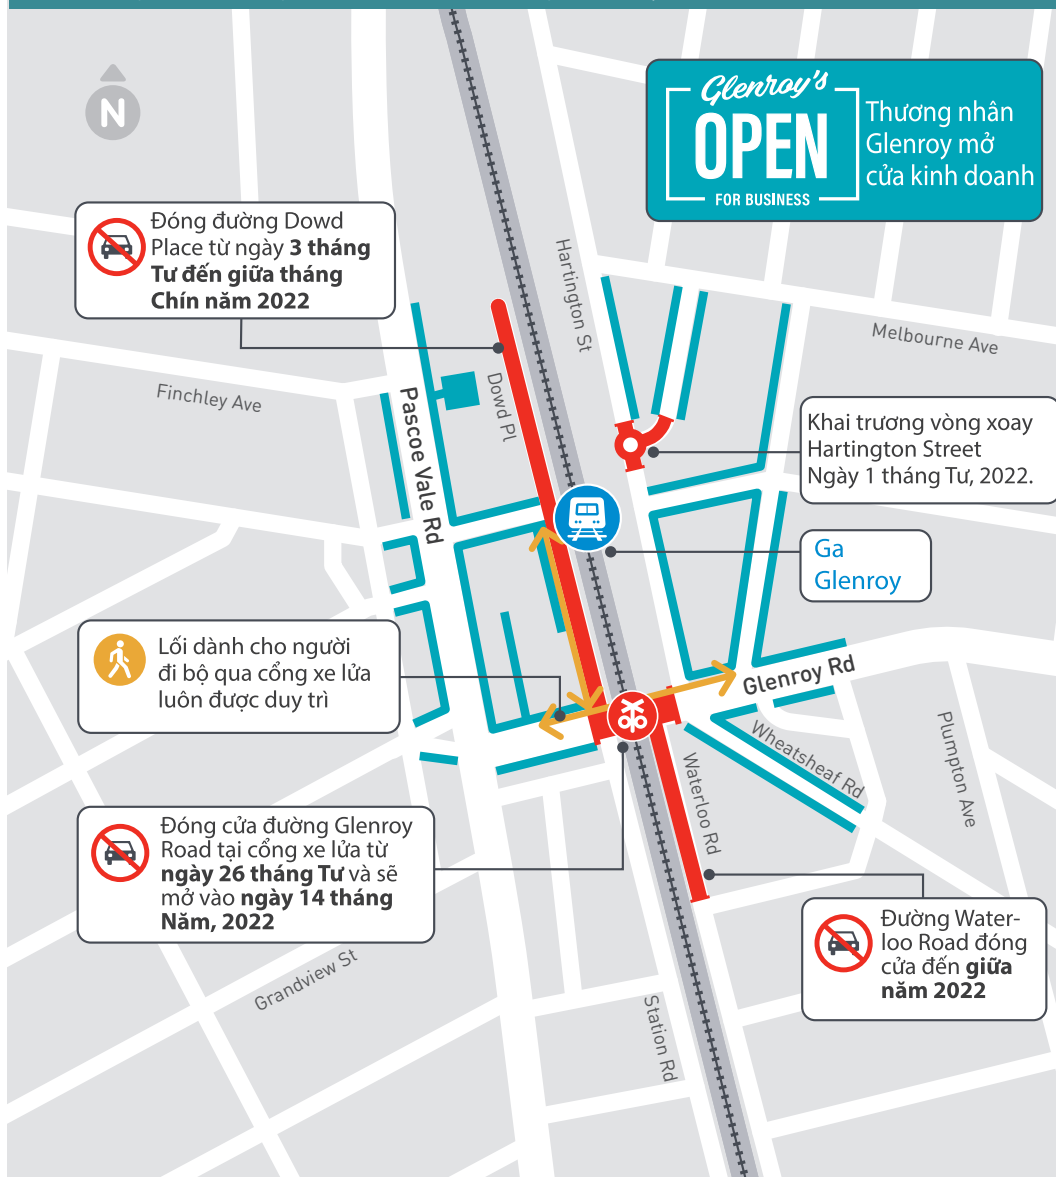 N
Glenroy's
OPEN
FOR BUSINESS
Thương nhân
Glenroy mở
cửa kinh doanh
Đóng đường Dowd
Place từ ngày 3 tháng
Tư đến giữa tháng
Chín năm 2022
Hartington St
Melbourne Ave
Finchley Ave
Dowd Pl
Pascoe Vale Rd
Khai trương vòng xoay
Hartington Street
Ngày 1 tháng Tư, 2022.
Ga
Glenroy
Lối dành cho người
đi bộ qua cổng xe lửa
luôn được duy trì
Glenroy Rd
Wheatsheaf Rd
Plumpton Ave
Waterloo Rd
Đóng cửa đường Glenroy
Road tại cổng xe lửa từ
ngày 26 tháng Tư và sẽ
mở vào ngày 14 tháng
Năm, 2022
Đường Water-
loo Road đóng
cửa đến giữa
năm 2022
Grandview St
Station Rd